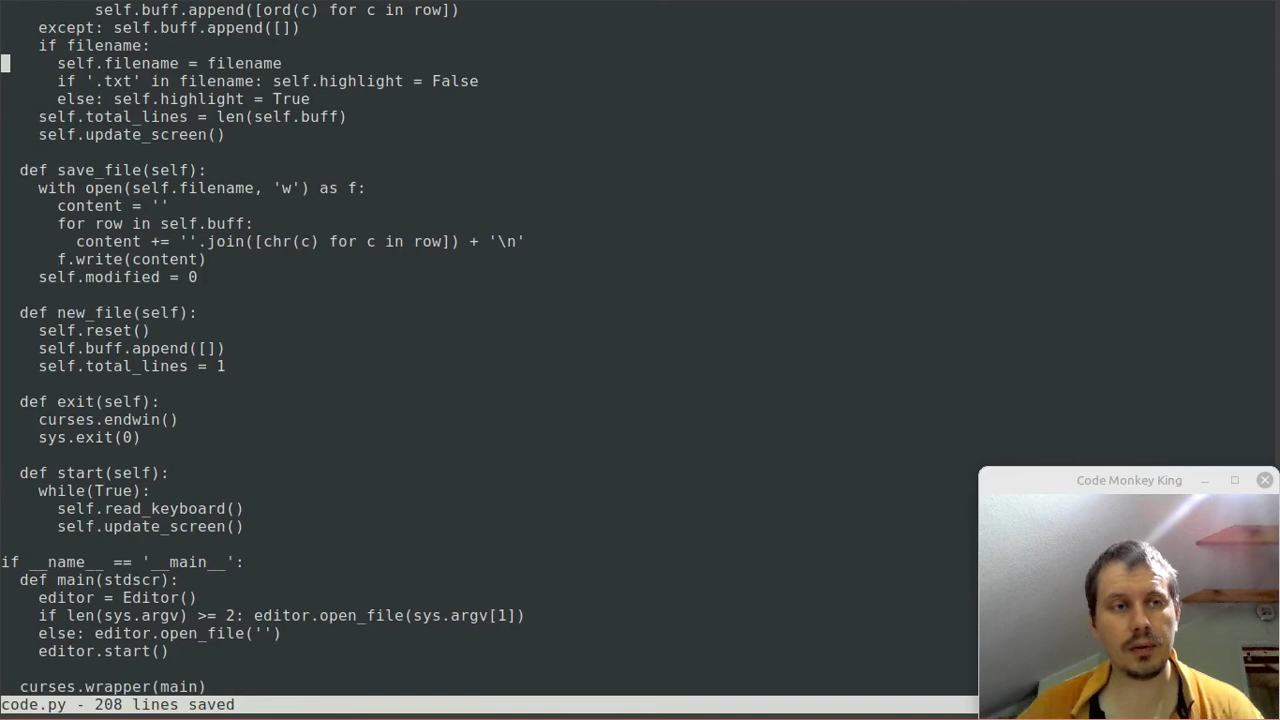 self.buff.append([ord(c) for c in row])
except: self.buff.append([])
if filename:
self.filename = filename
if '.txt' in filename: self.highlight = False
else: self.highlight = True
self.total_lines = len(self.buff)
self.update_screen()
def save_file(self):
with open(self.filename, 'w') as f:
content = ''
for row in self.buff:
content += ''.join([chr(c) for c in row]) + '\n'
f.write(content)
self.modified = 0
def new_file(self):
self.reset()
self.buff.append([])
self.total_lines = 1
def exit(self):
curses.endwin()
sys.exit(0)
def start(self):
while(True):
self.read_keyboard()
self.update_screen()
if __name__ == '__main__':
def main(stdscr):
editor = Editor()
if len(sys.argv) >= 2: editor.open_file(sys.argv[1])
else: editor.open_file('')
editor.start()
curses.wrapper(main)
code.py - 208 lines saved
Code Monkey King